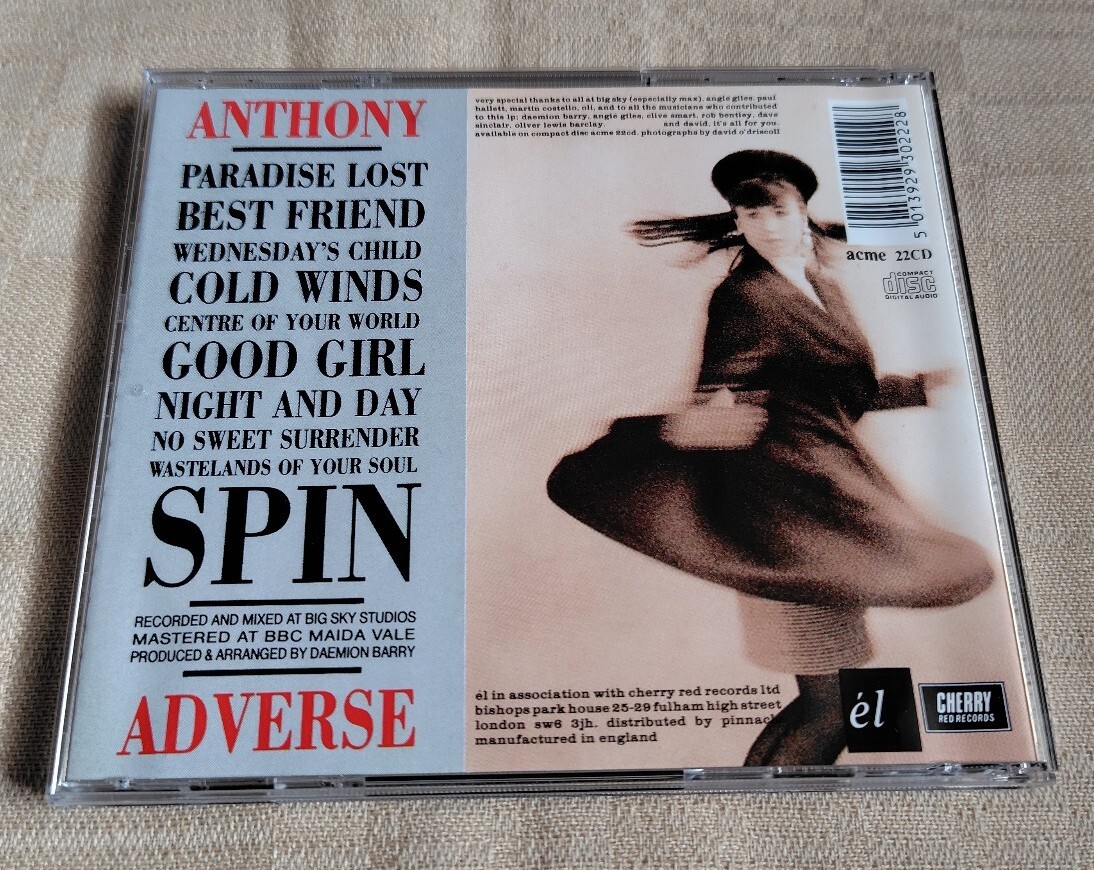 ANTHONY
PARADISE LOST
BEST FRIEND
WEDNESDAY'S CHILD
COLD WINDS
CENTRE OF YOUR WORLD
GOOD GIRL
NIGHT AND DAY
NO SWEET SURRENDER
WASTELANDS OF YOUR SOUL
SPIN
RECORDED AND MIXED AT BIG SKY STUDIOS
MASTERED AT BBC MAIDA VALE
PRODUCED & ARRANGED BY DAEMION BARRY
ADVERSE
very special thanks to all at big sky (especially max), angie giles, paul
hallett, martin costello, oli, and to all the musicians who contributed
to this lp; daemion barry, angie giles, clive smart, rob bentley, dave
sinclair, oliver lewis barclay. and david, it's all for you.
available on compact disc acme 22cd. photographs by david o'driscoll
5 013929 302228
acme 22CD
COMPACT
disc
DIGITAL AUDIO
él in association with cherry red records ltd
bishops park house 25-29 fulham high street
london sw6 3jh. distributed by pinnacl
manufactured in england
él
CHERRY
RED RECORDS